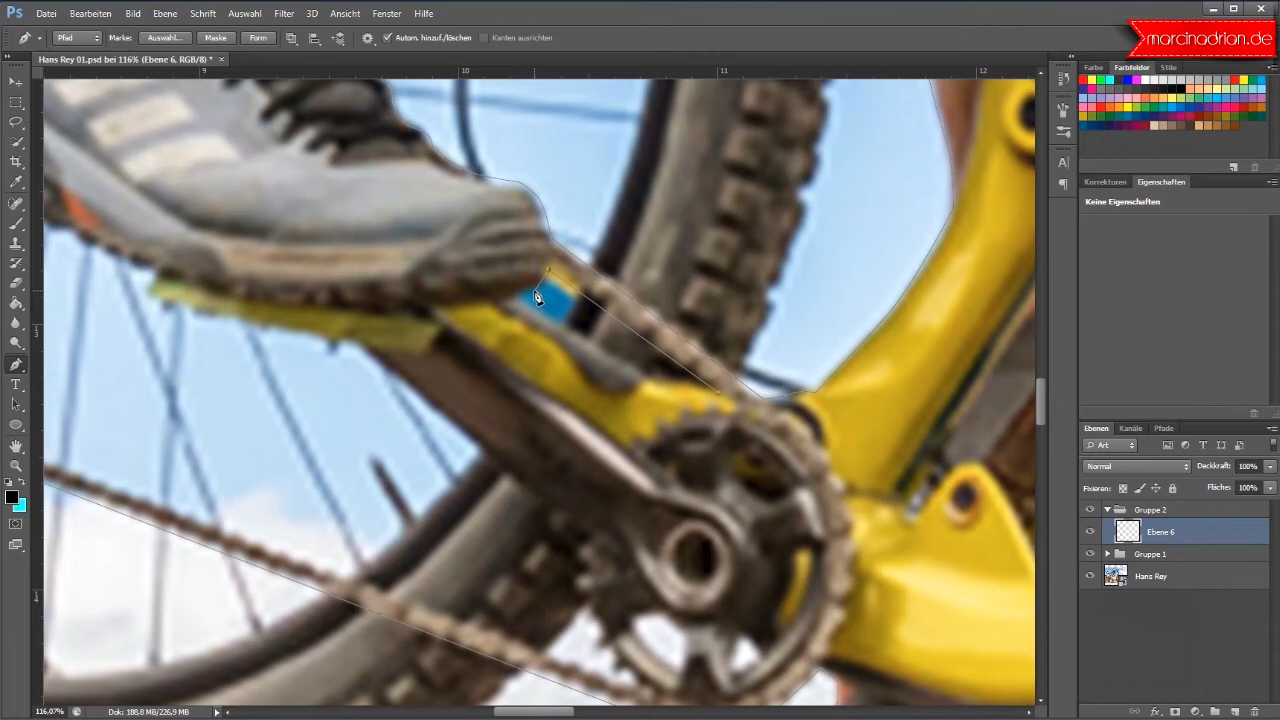 Ps Datei Bearbeiten Bild Ebene Schrift Auswahl Filter 3D Ansicht Fenster Hilfe
marcinadrian.de
Pfad Marke: Auswahl... Maske Form Autom. hinzuf./löschen Kanten ausrichten
Hans Rey 01.psd bei 116% (Ebene 6, RGB/8) * ×
9 10 11 12
13
14
Farbe Farbfelder Stile
Korrekturen Eigenschaften
Keine Eigenschaften
Ebenen Kanäle Pfade
Art
Normal Deckkraft: 100%
Fixieren: Fläche: 100%
Gruppe 2
Ebene 6
Gruppe 1
Hans Rey
116,07% Dok: 188,8 MB/226,9 MB